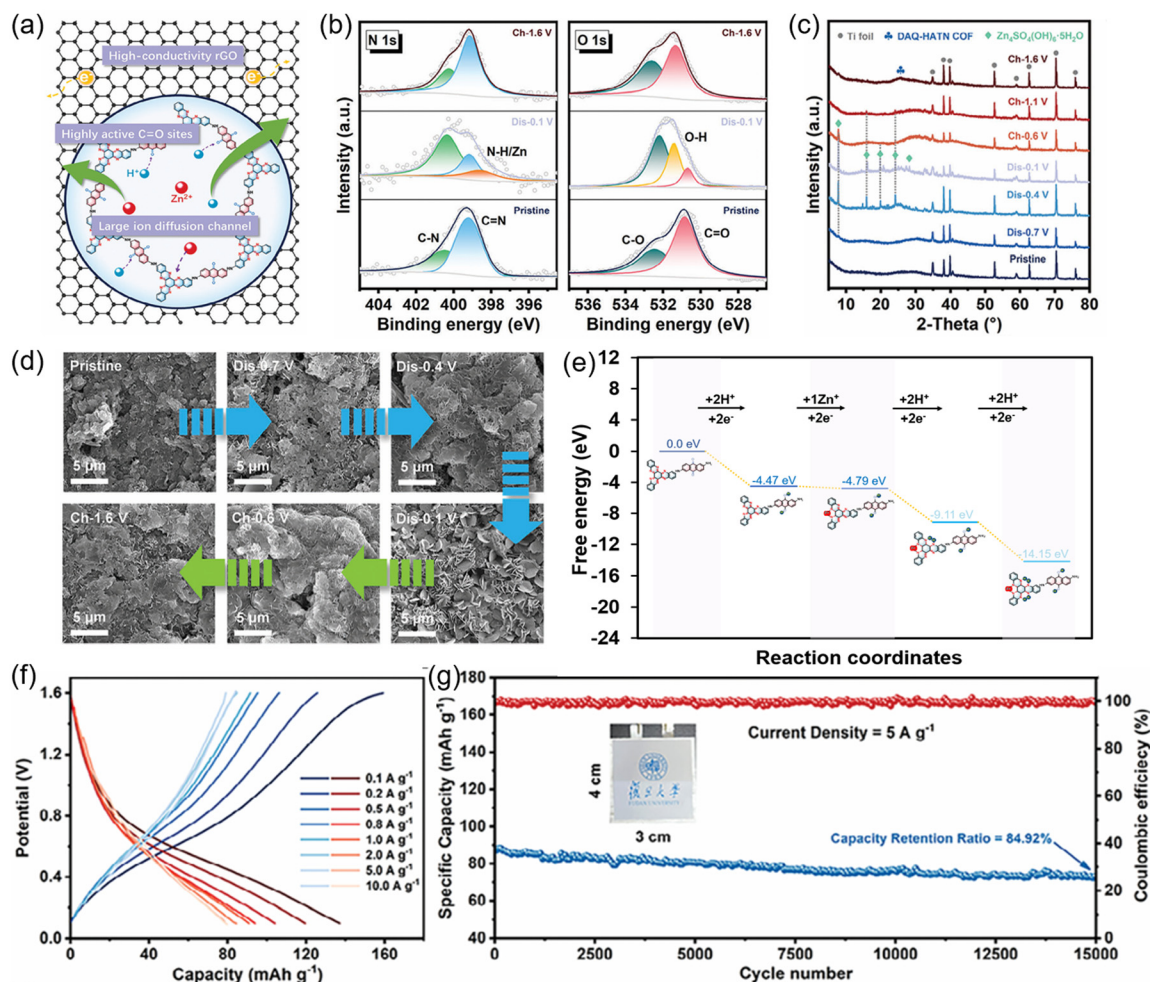 (a)
High-conductivity rGO
e⁻
e⁻
Highly active C=O sites
H⁺
Zn²⁺
Large ion diffusion channel
(b)
N 1s
Ch-1.6 V
Dis-0.1 V
N-H/Zn
Pristine
C=N
C-N
404 402 400 398 396
Binding energy (eV)
Intensity (a.u.)
O 1s
Ch-1.6 V
Dis-0.1 V
O-H
Pristine
C-O
C=O
536 534 532 530 528
Binding energy (eV)
(c)
Ti foil
DAQ-HATN COF
Zn₄SO₄(OH)₆·5H₂O
Ch-1.6 V
Ch-1.1 V
Ch-0.6 V
Dis-0.1 V
Dis-0.4 V
Dis-0.7 V
Pristine
Intensity (a.u.)
10 20 30 40 50 60 70 80
2-Theta (°)
(d)
Pristine
5 μm
Dis-0.7 V
5 μm
Dis-0.4 V
5 μm
Ch-1.6 V
5 μm
Ch-0.6 V
5 μm
Dis-0.1 V
5 μm
(e)
12
8
4
0
-4
-8
-12
-16
-20
-24
Free energy (eV)
+2H⁺
+2e⁻
+1Zn⁺
+2e⁻
+2H⁺
+2e⁻
+2H⁺
+2e⁻
0.0 eV
-4.47 eV
-4.79 eV
-9.11 eV
-14.15 eV
Reaction coordinates
(f)
1.6
1.2
0.8
0.4
0.0
Potential (V)
0.1 A g⁻¹
0.2 A g⁻¹
0.5 A g⁻¹
0.8 A g⁻¹
1.0 A g⁻¹
2.0 A g⁻¹
5.0 A g⁻¹
10.0 A g⁻¹
0 40 80 120 160
Capacity (mAh g⁻¹)
(g)
180
160
140
120
100
80
60
40
Specific Capacity (mAh g⁻¹)
Current Density = 5 A g⁻¹
4 cm
復旦大學
FUDAN UNIVERSITY
3 cm
Capacity Retention Ratio = 84.92%
100
80
60
40
20
0
Coulombic efficiecy (%)
0 2500 5000 7500 10000 12500 15000
Cycle number